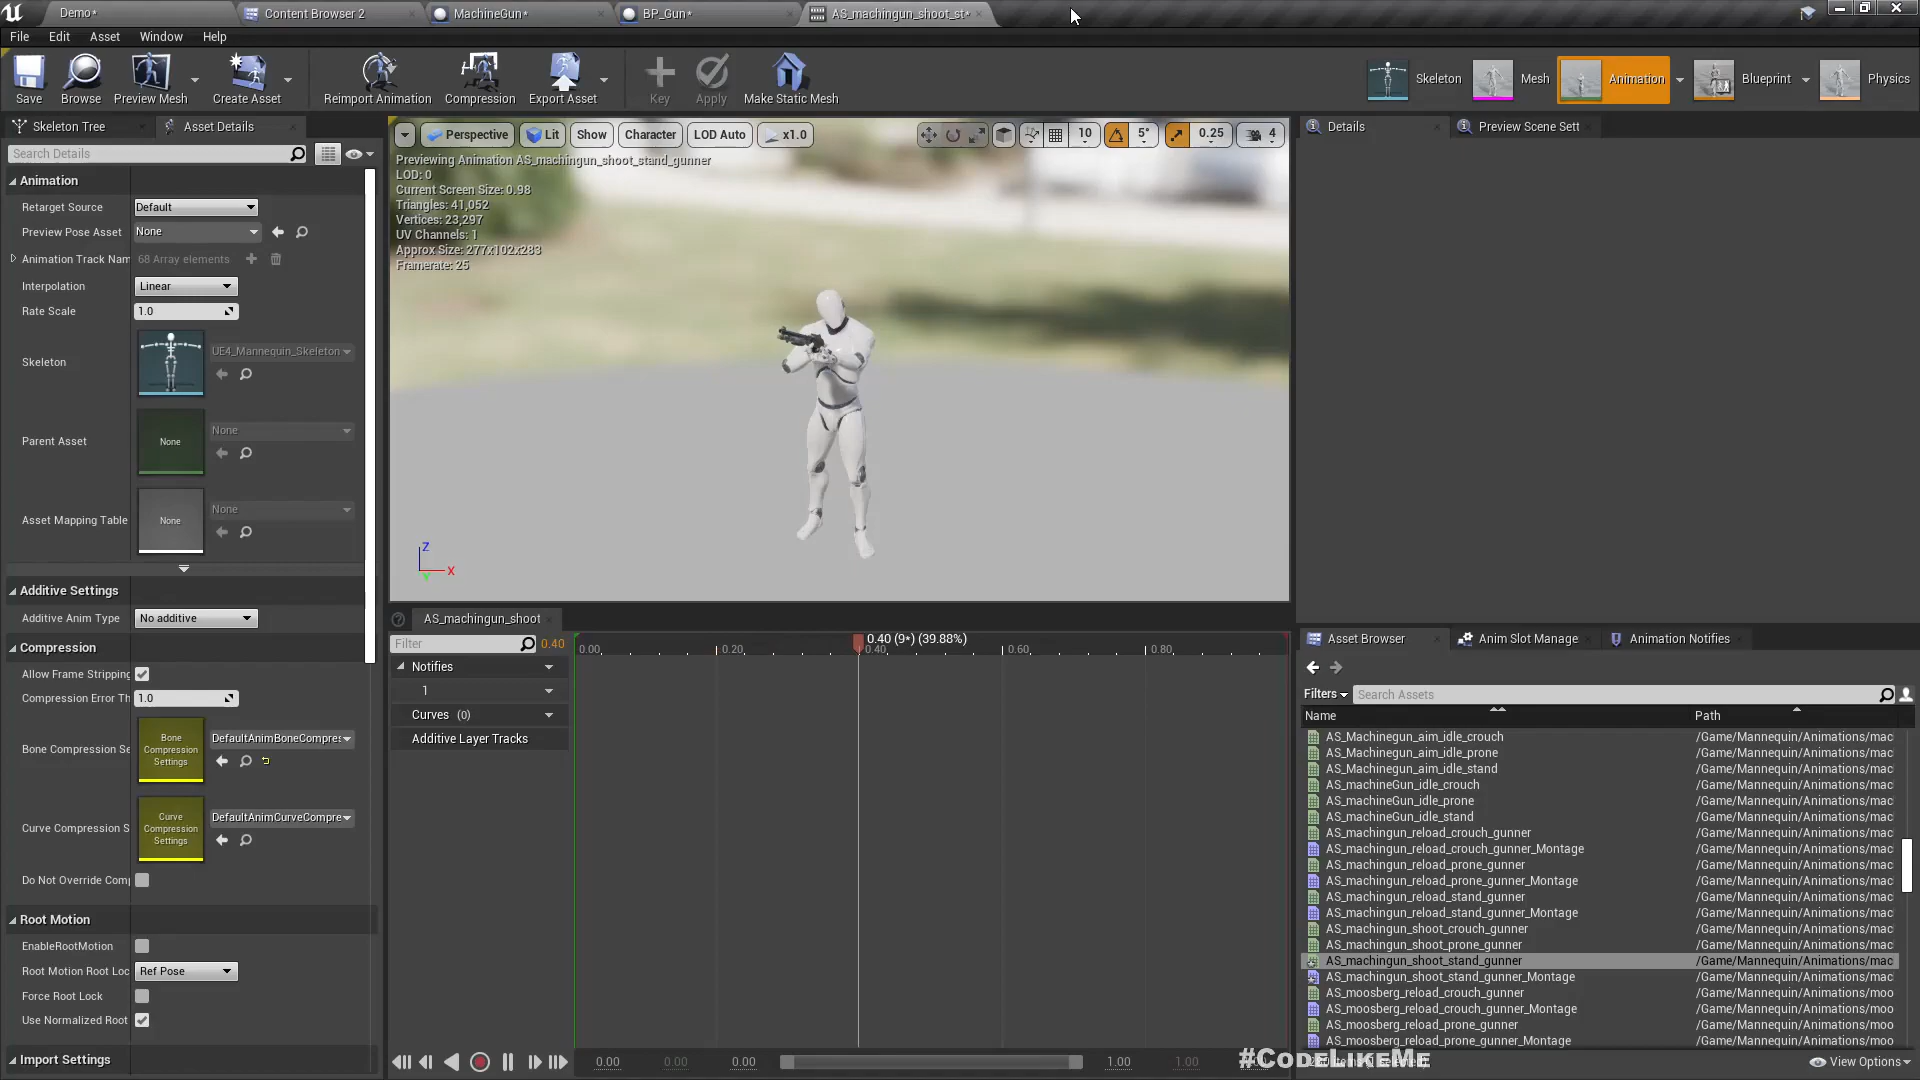 Demo*
Content Browser 2
MachineGun*
BP_Gun*
AS_machingun_shoot_st*
File Edit Asset Window Help
Save
Browse
Preview Mesh
Create Asset
Reimport Animation
Compression
Export Asset
Key
Apply
Make Static Mesh
Skeleton
Mesh
Animation
Blueprint
Physics
Skeleton Tree
Asset Details
Search Details
Animation
Retarget Source Default
Preview Pose Asset None
Animation Track Nam 68 Array elements
Interpolation Linear
Rate Scale 1.0
Skeleton UE4_Mannequin_Skeleton
Parent Asset None None
Asset Mapping Table None None
Additive Settings
Additive Anim Type No additive
Compression
Allow Frame Stripping
Compression Error Th 1.0
Bone Compression Se Bone Compression Settings DefaultAnimBoneCompres
Curve Compression S Curve Compression Settings DefaultAnimCurveCompre
Do Not Override Comp
Root Motion
EnableRootMotion
Root Motion Root Loc Ref Pose
Force Root Lock
Use Normalized Root
Import Settings
Perspective Lit Show Character LOD Auto x1.0
10 5° 0.25 4
Previewing Animation AS_machingun_shoot_stand_gunner
LOD: 0
Current Screen Size: 0.98
Triangles: 41,052
Vertices: 23,297
UV Channels: 1
Approx Size: 277x102x283
Framerate: 25
Z
X
Y
AS_machingun_shoot
Filter 0.40
0.40 (9*) (39.88%)
0.00 0.20 0.40 0.60 0.80
Notifies
1
Curves (0)
Additive Layer Tracks
0.00 0.00 0.00 1.00 1.00
Details
Preview Scene Sett
Asset Browser
Anim Slot Manage
Animation Notifies
Filters Search Assets
Name Path
AS_Machinegun_aim_idle_crouch /Game/Mannequin/Animations/mac
AS_Machinegun_aim_idle_prone /Game/Mannequin/Animations/mac
AS_Machinegun_aim_idle_stand /Game/Mannequin/Animations/mac
AS_machineGun_idle_crouch /Game/Mannequin/Animations/mac
AS_machineGun_idle_prone /Game/Mannequin/Animations/mac
AS_machineGun_idle_stand /Game/Mannequin/Animations/mac
AS_machingun_reload_crouch_gunner /Game/Mannequin/Animations/mac
AS_machingun_reload_crouch_gunner_Montage /Game/Mannequin/Animations/mac
AS_machingun_reload_prone_gunner /Game/Mannequin/Animations/mac
AS_machingun_reload_prone_gunner_Montage /Game/Mannequin/Animations/mac
AS_machingun_reload_stand_gunner /Game/Mannequin/Animations/mac
AS_machingun_reload_stand_gunner_Montage /Game/Mannequin/Animations/mac
AS_machingun_shoot_crouch_gunner /Game/Mannequin/Animations/mac
AS_machingun_shoot_prone_gunner /Game/Mannequin/Animations/mac
AS_machingun_shoot_stand_gunner /Game/Mannequin/Animations/mac
AS_machingun_shoot_stand_gunner_Montage /Game/Mannequin/Animations/mac
AS_moosberg_reload_crouch_gunner /Game/Mannequin/Animations/moo
AS_moosberg_reload_crouch_gunner_Montage /Game/Mannequin/Animations/moo
AS_moosberg_reload_prone_gunner /Game/Mannequin/Animations/moo
AS_moosberg_reload_prone_gunner_Montage /Game/Mannequin/Animations/moo
#CodeLikeMe
View Options